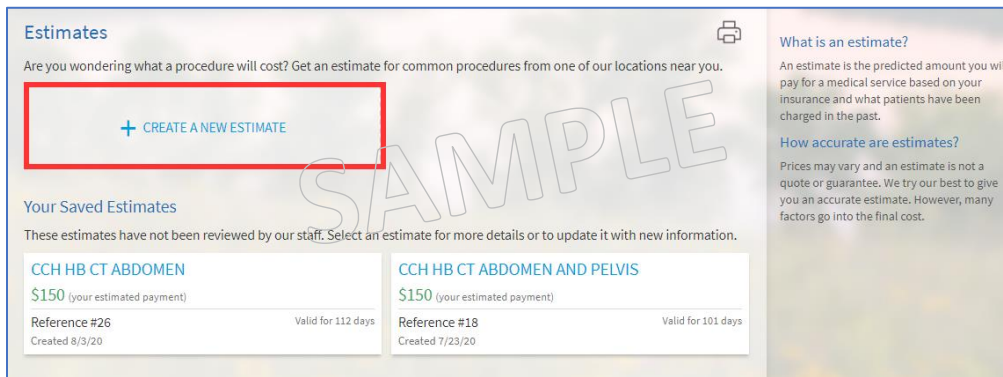 Estimates
Are you wondering what a procedure will cost? Get an estimate for common procedures from one of our locations near you.
+ CREATE A NEW ESTIMATE
SAMPLE
Your Saved Estimates
These estimates have not been reviewed by our staff. Select an estimate for more details or to update it with new information.
CCH HB CT ABDOMEN
$150 (your estimated payment)
Reference #26 Valid for 112 days
Created 8/3/20
CCH HB CT ABDOMEN AND PELVIS
$150 (your estimated payment)
Reference #18 Valid for 101 days
Created 7/23/20
What is an estimate?
An estimate is the predicted amount you wil
pay for a medical service based on your
insurance and what patients have been
charged in the past.
How accurate are estimates?
Prices may vary and an estimate is not a
quote or guarantee. We try our best to give
you an accurate estimate. However, many
factors go into the final cost.